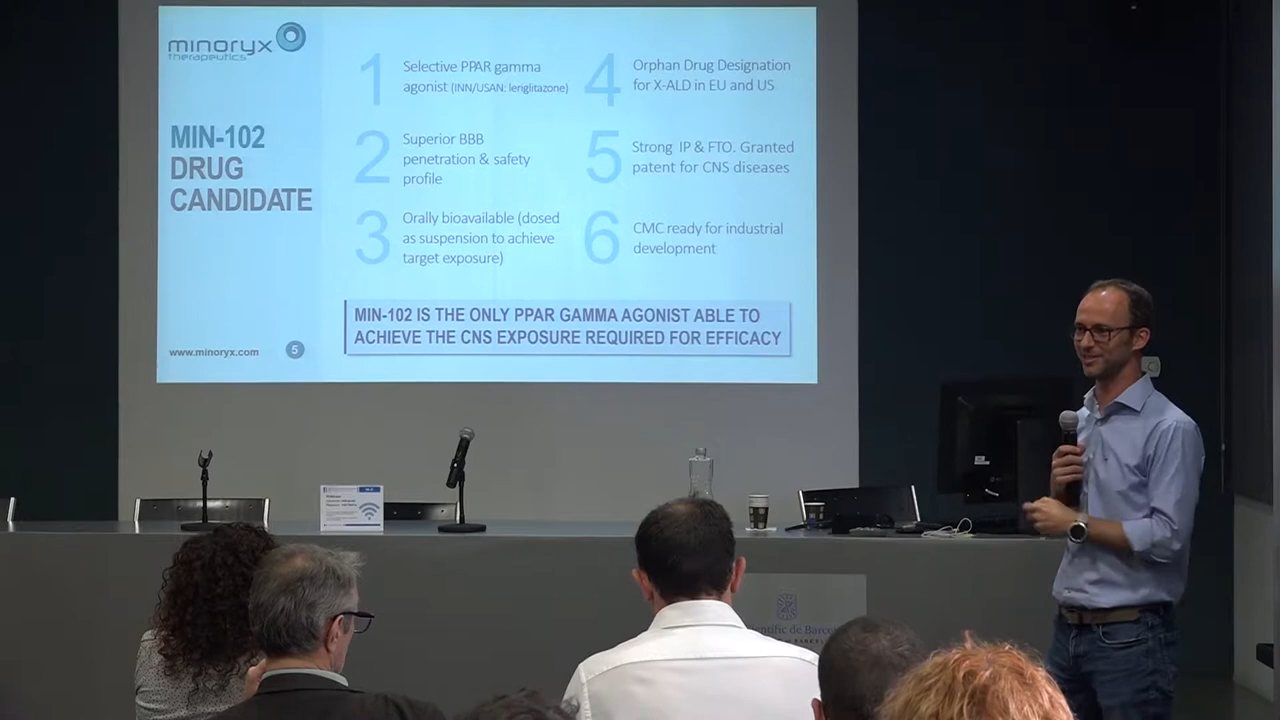 minoryx
therapeutics
MIN-102
DRUG
CANDIDATE
1
Selective PPAR gamma
agonist (INN/USAN: leriglitazone)
2
Superior BBB
penetration & safety
profile
3
Orally bioavailable (dosed
as suspension to achieve
target exposure)
4
Orphan Drug Designation
for X-ALD in EU and US
5
Strong IP & FTO. Granted
patent for CNS diseases
6
CMC ready for industrial
development
MIN-102 IS THE ONLY PPAR GAMMA AGONIST ABLE TO
ACHIEVE THE CNS EXPOSURE REQUIRED FOR EFFICACY
www.minoryx.com
5
entífic de Barce